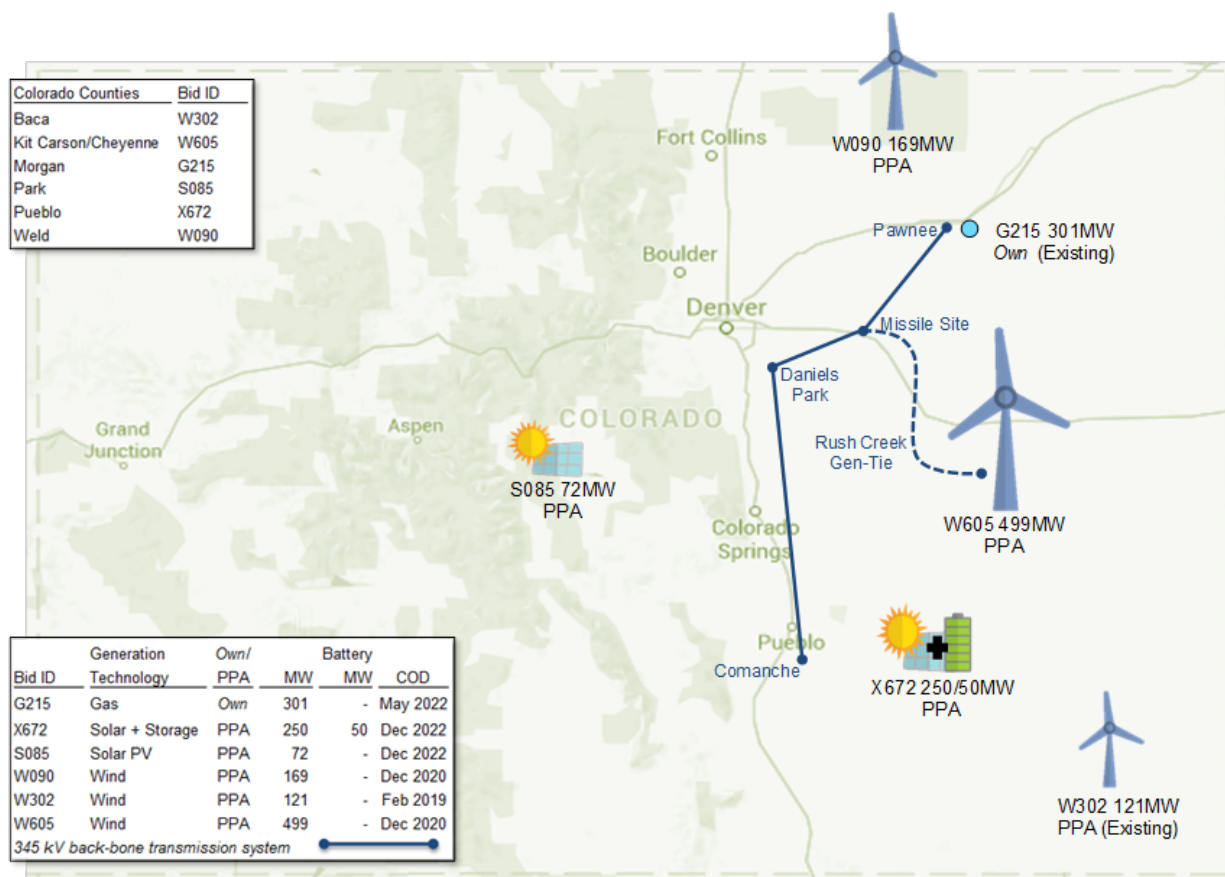 Colorado Counties Bid ID
Baca W302
Kit Carson/Cheyenne W605
Morgan G215
Park S085
Pueblo X672
Weld W090
W090 169MW
PPA
Fort Collins
Pawnee
G215 301MW
Own (Existing)
Boulder
Denver
Missile Site
Daniels
Park
COLORADO
Aspen
Grand
Junction
Rush Creek
Gen-Tie
S085 72MW
PPA
Colorado
Springs
W605 499MW
PPA
Pueblo
Comanche
X672 250/50MW
PPA
W302 121MW
PPA (Existing)
Generation Own/ Battery
Bid ID Technology PPA MW MW COD
G215 Gas Own 301 - May 2022
X672 Solar + Storage PPA 250 50 Dec 2022
S085 Solar PV PPA 72 - Dec 2022
W090 Wind PPA 169 - Dec 2020
W302 Wind PPA 121 - Feb 2019
W605 Wind PPA 499 - Dec 2020
345 kV back-bone transmission system